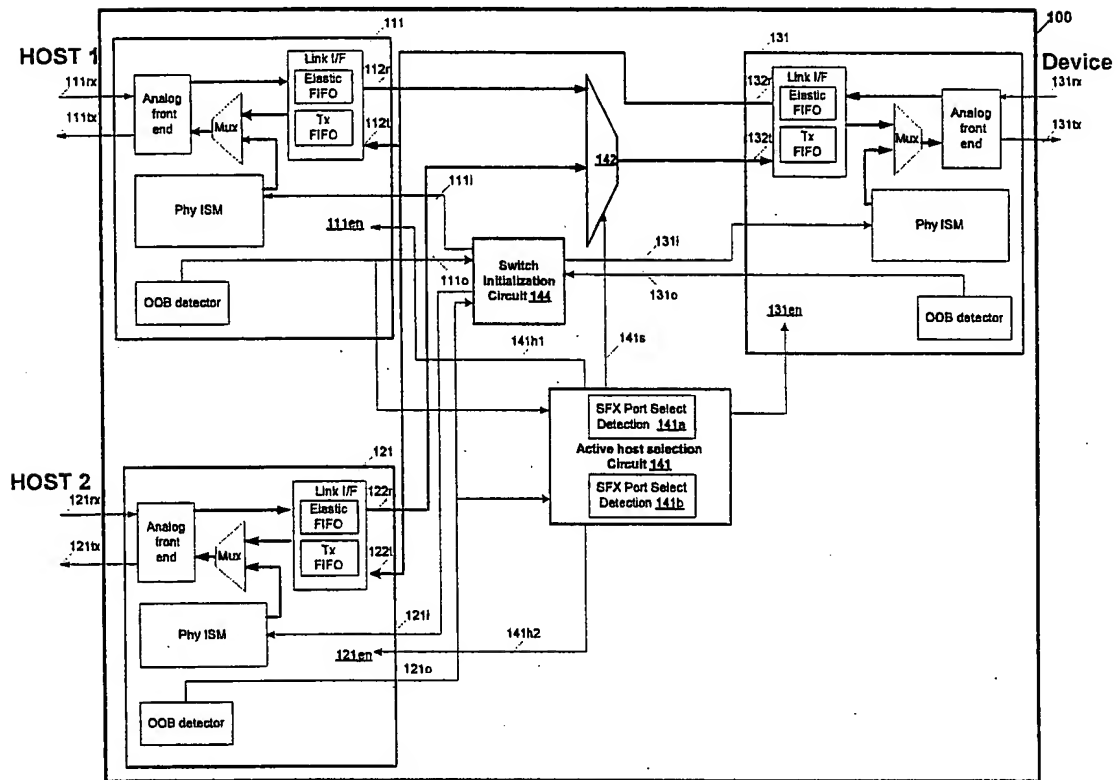 100
HOST 1
111
131
Device
111rx
111tx
Analog
front
end
Mux
Link I/F
Elastic
FIFO
Tx
FIFO
112r
112t
Phy ISM
OOB detector
111i
111en
111o
142
Switch
Initialization
Circuit 144
131i
131o
132r
132t
Link I/F
Elastic
FIFO
Tx
FIFO
Mux
Analog
front
end
131rx
131tx
Phy ISM
OOB detector
131en
141h1
141s
SFX Port Select
Detection 141a
Active host selection
Circuit 141
SFX Port Select
Detection 141b
HOST 2
121
121rx
121tx
Analog
front
end
Mux
Link I/F
Elastic
FIFO
Tx
FIFO
122r
122t
Phy ISM
OOB detector
121i
121en
141h2
121o